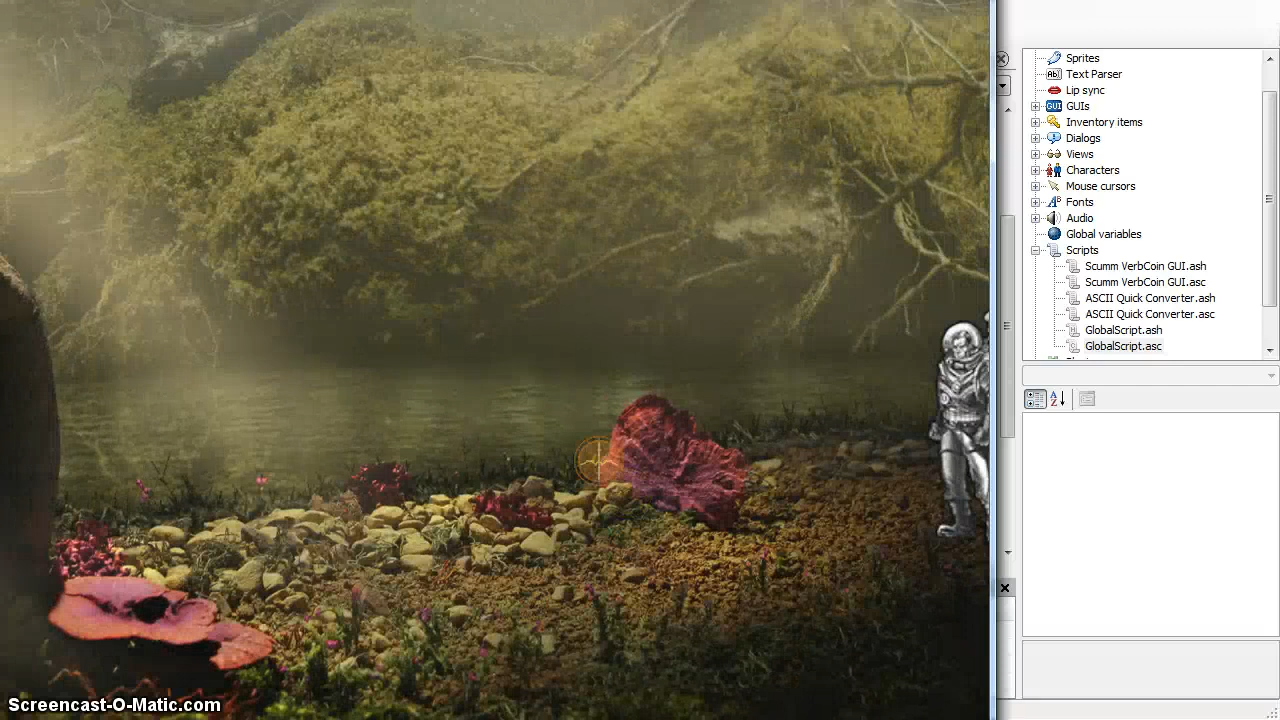 Sprites
Text Parser
Lip sync
GUIs
Inventory items
Dialogs
Views
Characters
Mouse cursors
Fonts
Audio
Global variables
Scripts
Scumm VerbCoin GUI.ash
Scumm VerbCoin GUI.asc
ASCII Quick Converter.ash
ASCII Quick Converter.asc
GlobalScript.ash
GlobalScript.asc
Screencast-O-Matic.com